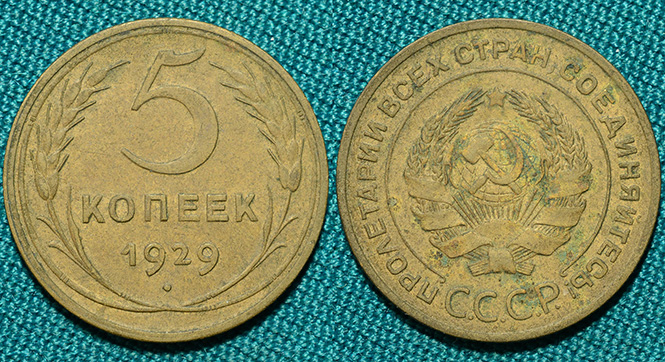 5
КОПЕЕК
1929
ПРОЛЕТАРИИ ВСЕХ СТРАН, СОЕДИНЯЙТЕСЬ!
С.С.С.Р.